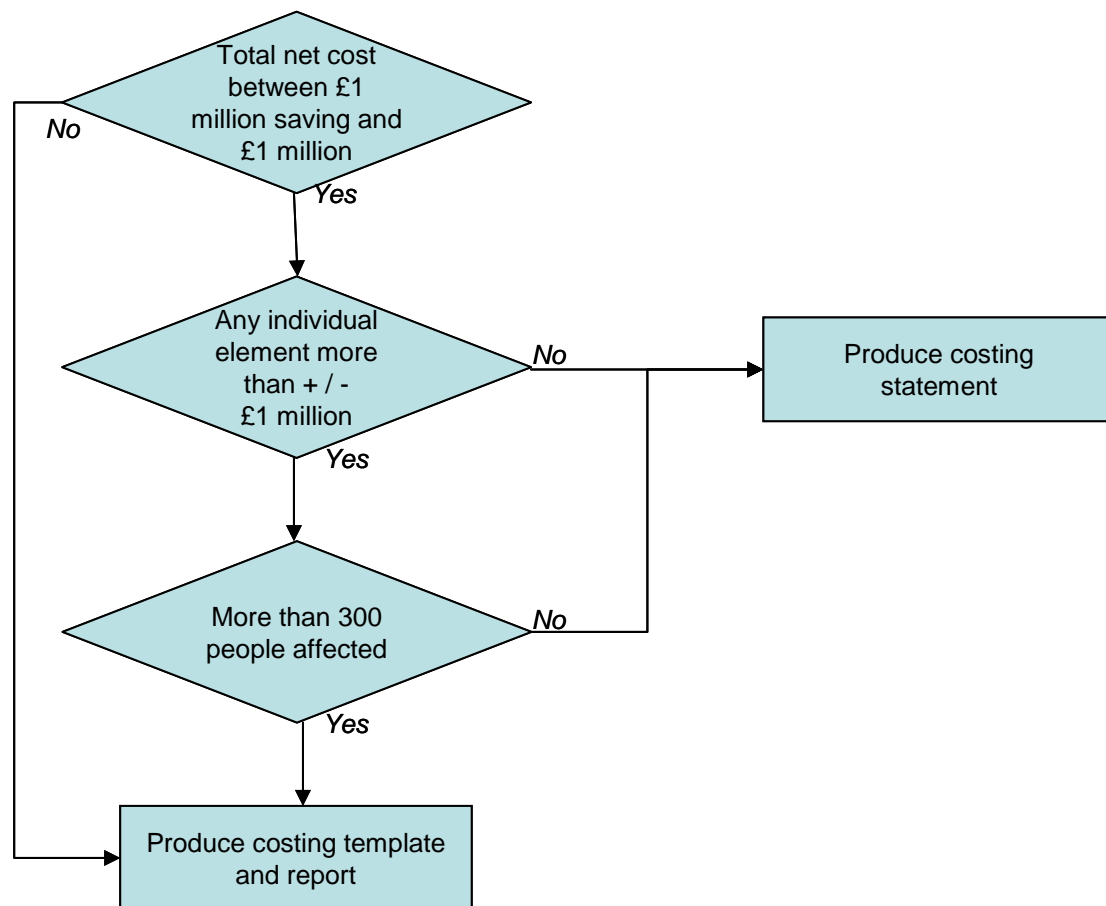 Total net cost
between £1
million saving and
£1 million
No
Yes
Any individual
element more
than + / -
£1 million
No
Yes
Produce costing
statement
More than 300
people affected
No
Yes
Produce costing template
and report